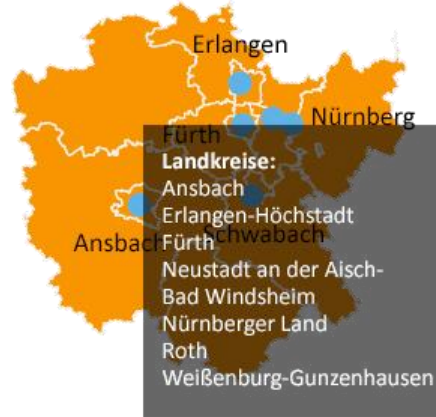 Erlangen
Nürnberg
Fürth
Landkreise:
Ansbach
Erlangen-Höchstadt
Ansbach
Schwabach
Fürth
Neustadt an der Aisch-
Bad Windsheim
Nürnberger Land
Roth
Weißenburg-Gunzenhausen